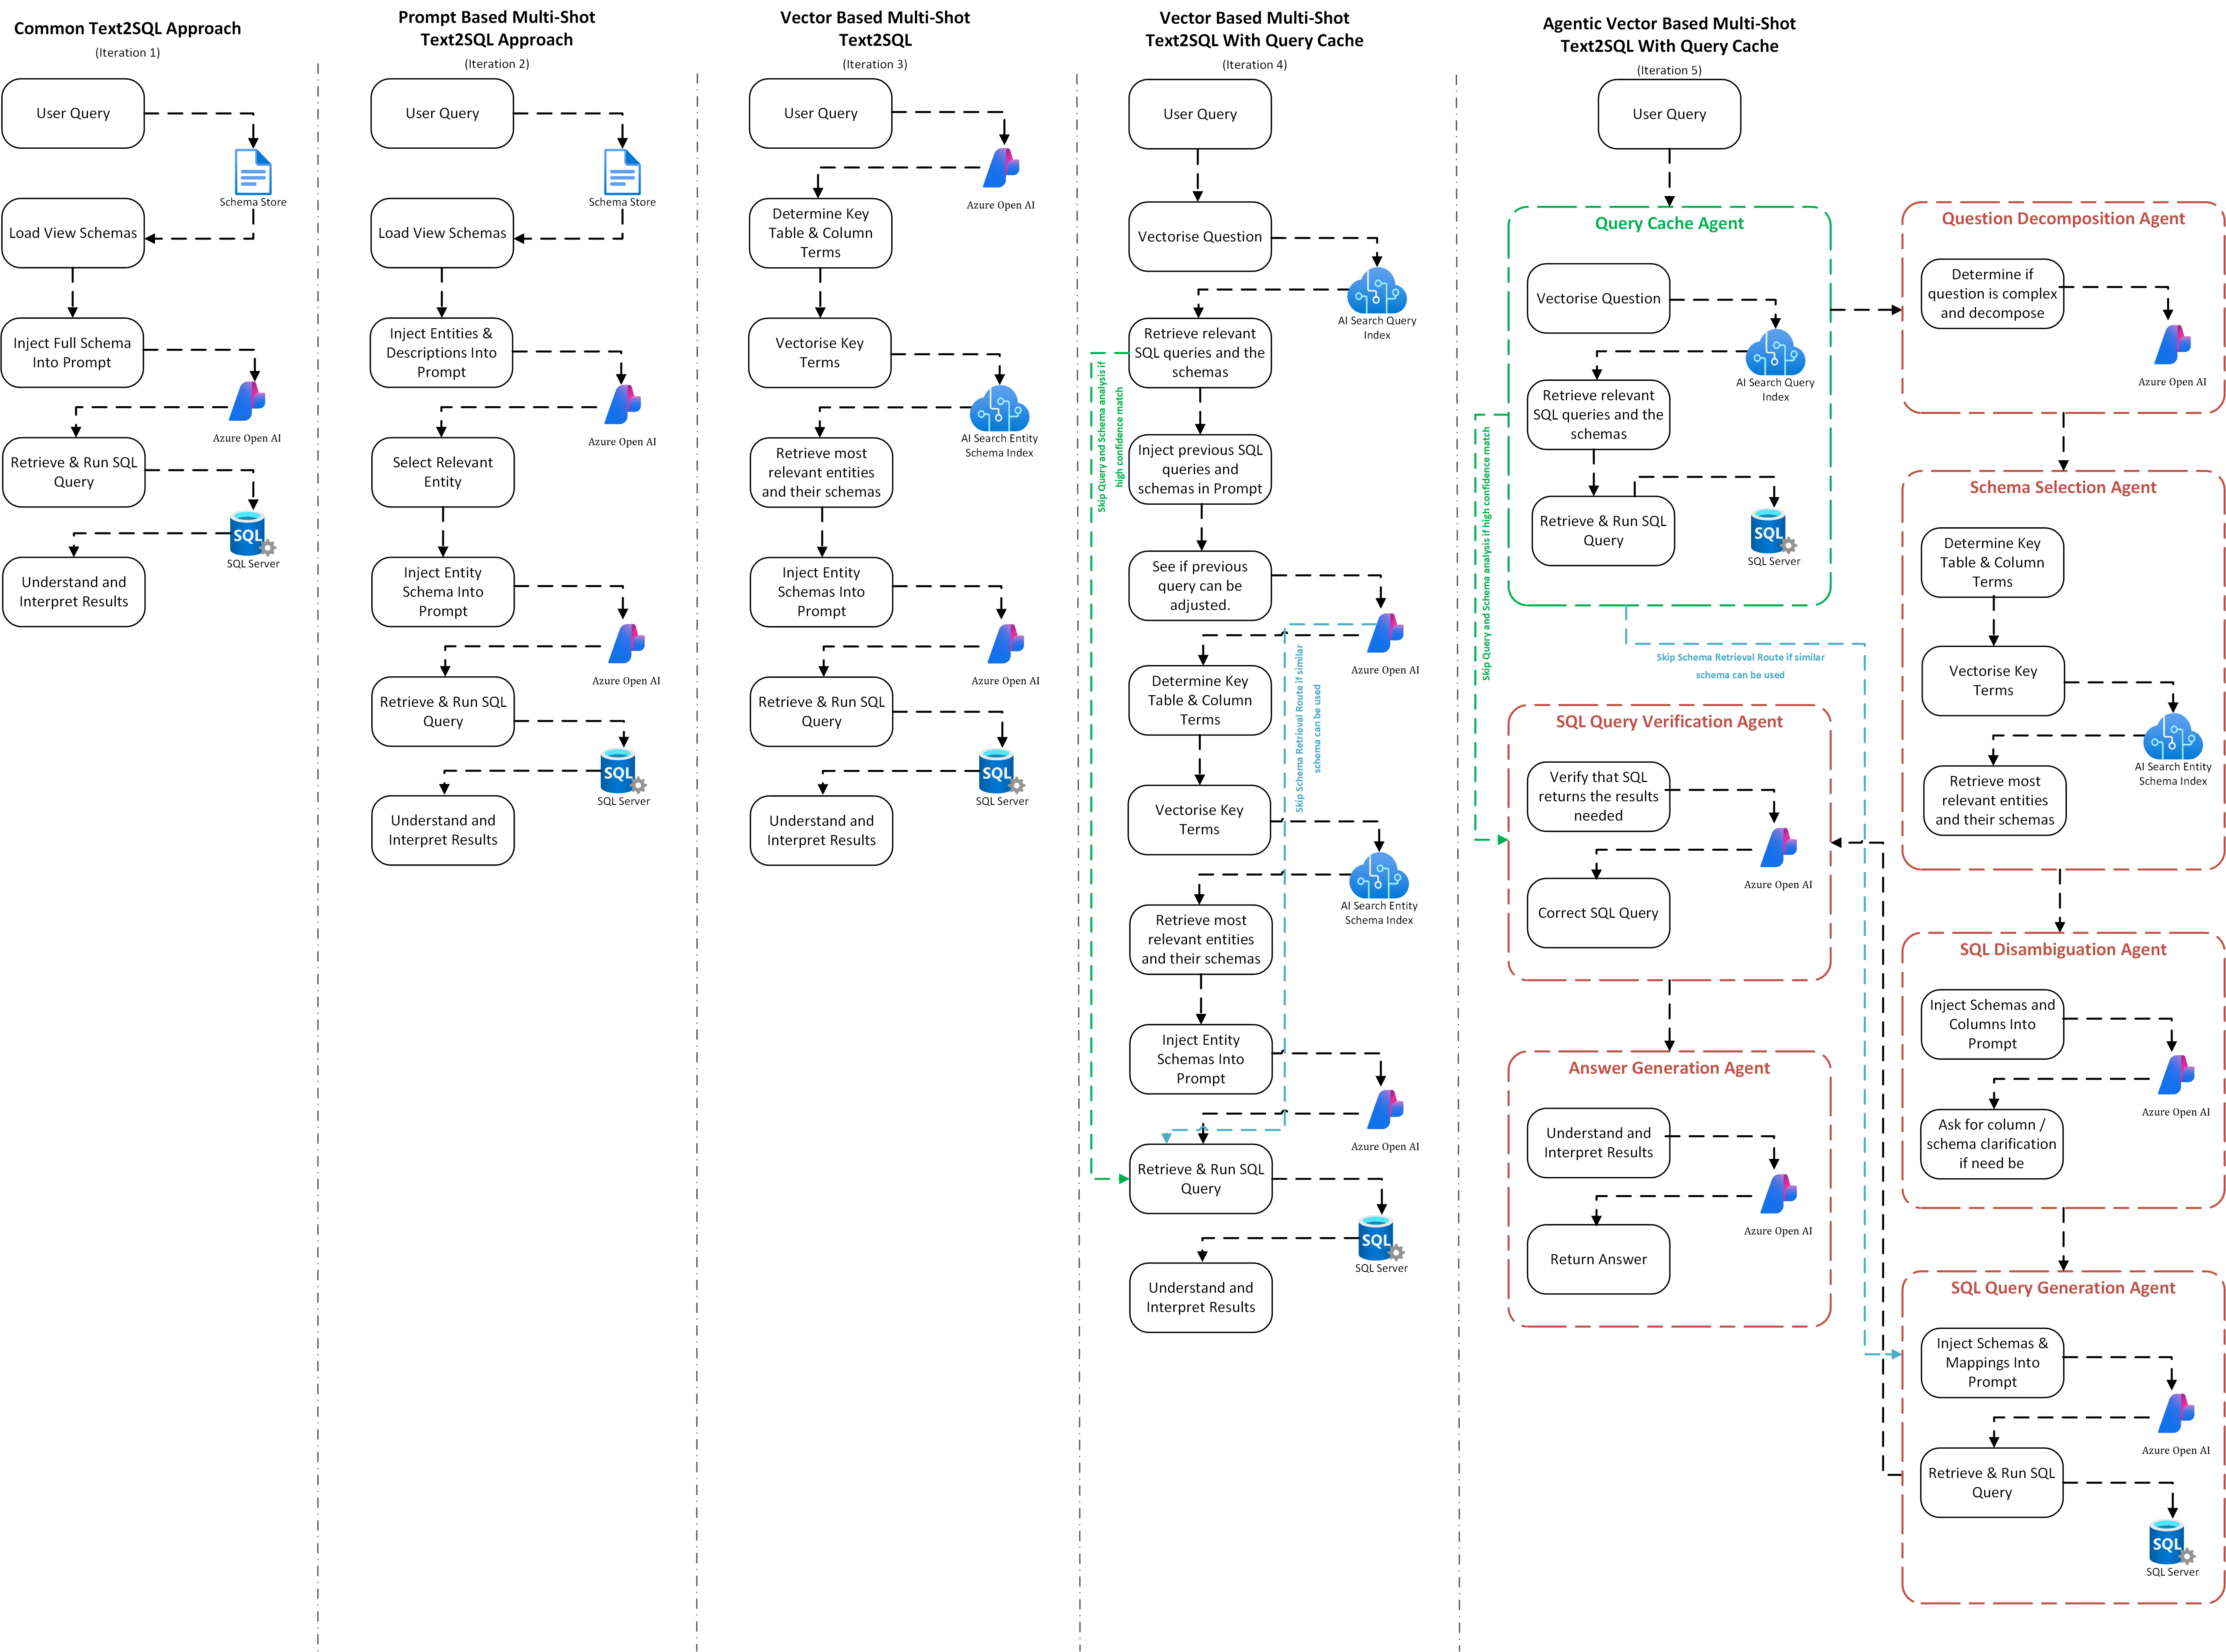 Common Text2SQL Approach
(Iteration 1)
User Query
Schema Store
Load View Schemas
Inject Full Schema
Into Prompt
Azure Open AI
Retrieve & Run SQL
Query
SQL
SQL Server
Understand and
Interpret Results
Prompt Based Multi-Shot
Text2SQL Approach
(Iteration 2)
User Query
Schema Store
Load View Schemas
Inject Entities &
Descriptions Into
Prompt
Azure Open AI
Select Relevant
Entity
Inject Entity
Schema Into
Prompt
Azure Open AI
Retrieve & Run SQL
Query
SQL
SQL Server
Understand and
Interpret Results
Vector Based Multi-Shot
Text2SQL
(Iteration 3)
User Query
Azure Open AI
Determine Key
Table & Column
Terms
Vectorise Key
Terms
AI Search Entity
Schema Index
Retrieve most
relevant entities
and their schemas
Inject Entity
Schemas Into
Prompt
Azure Open AI
Retrieve & Run SQL
Query
SQL
SQL Server
Understand and
Interpret Results
Vector Based Multi-Shot
Text2SQL With Query Cache
(Iteration 4)
User Query
Vectorise Question
AI Search Query
Index
Retrieve relevant
SQL queries and the
schemas
Skip Query and Schema analysis if
high confidence match
Inject previous SQL
queries and
schemas in Prompt
See if previous
query can be
adjusted.
Azure Open AI
Skip Schema Retrieval Route if similar
schema can be used
Determine Key
Table & Column
Terms
Vectorise Key
Terms
AI Search Entity
Schema Index
Retrieve most
relevant entities
and their schemas
Inject Entity
Schemas Into
Prompt
Azure Open AI
Retrieve & Run SQL
Query
SQL
SQL Server
Understand and
Interpret Results
Agentic Vector Based Multi-Shot
Text2SQL With Query Cache
(Iteration 5)
User Query
Query Cache Agent
Vectorise Question
AI Search Query
Index
Retrieve relevant
SQL queries and the
schemas
Retrieve & Run SQL
Query
SQL
SQL Server
Skip Query and Schema analysis if high confidence match
Skip Schema Retrieval Route if similar
schema can be used
SQL Query Verification Agent
Verify that SQL
returns the results
needed
Azure Open AI
Correct SQL Query
Answer Generation Agent
Understand and
Interpret Results
Azure Open AI
Return Answer
Question Decomposition Agent
Determine if
question is complex
and decompose
Azure Open AI
Schema Selection Agent
Determine Key
Table & Column
Terms
Vectorise Key
Terms
AI Search Entity
Schema Index
Retrieve most
relevant entities
and their schemas
SQL Disambiguation Agent
Inject Schemas and
Columns Into
Prompt
Azure Open AI
Ask for column /
schema clarification
if need be
SQL Query Generation Agent
Inject Schemas &
Mappings Into
Prompt
Azure Open AI
Retrieve & Run SQL
Query
SQL
SQL Server